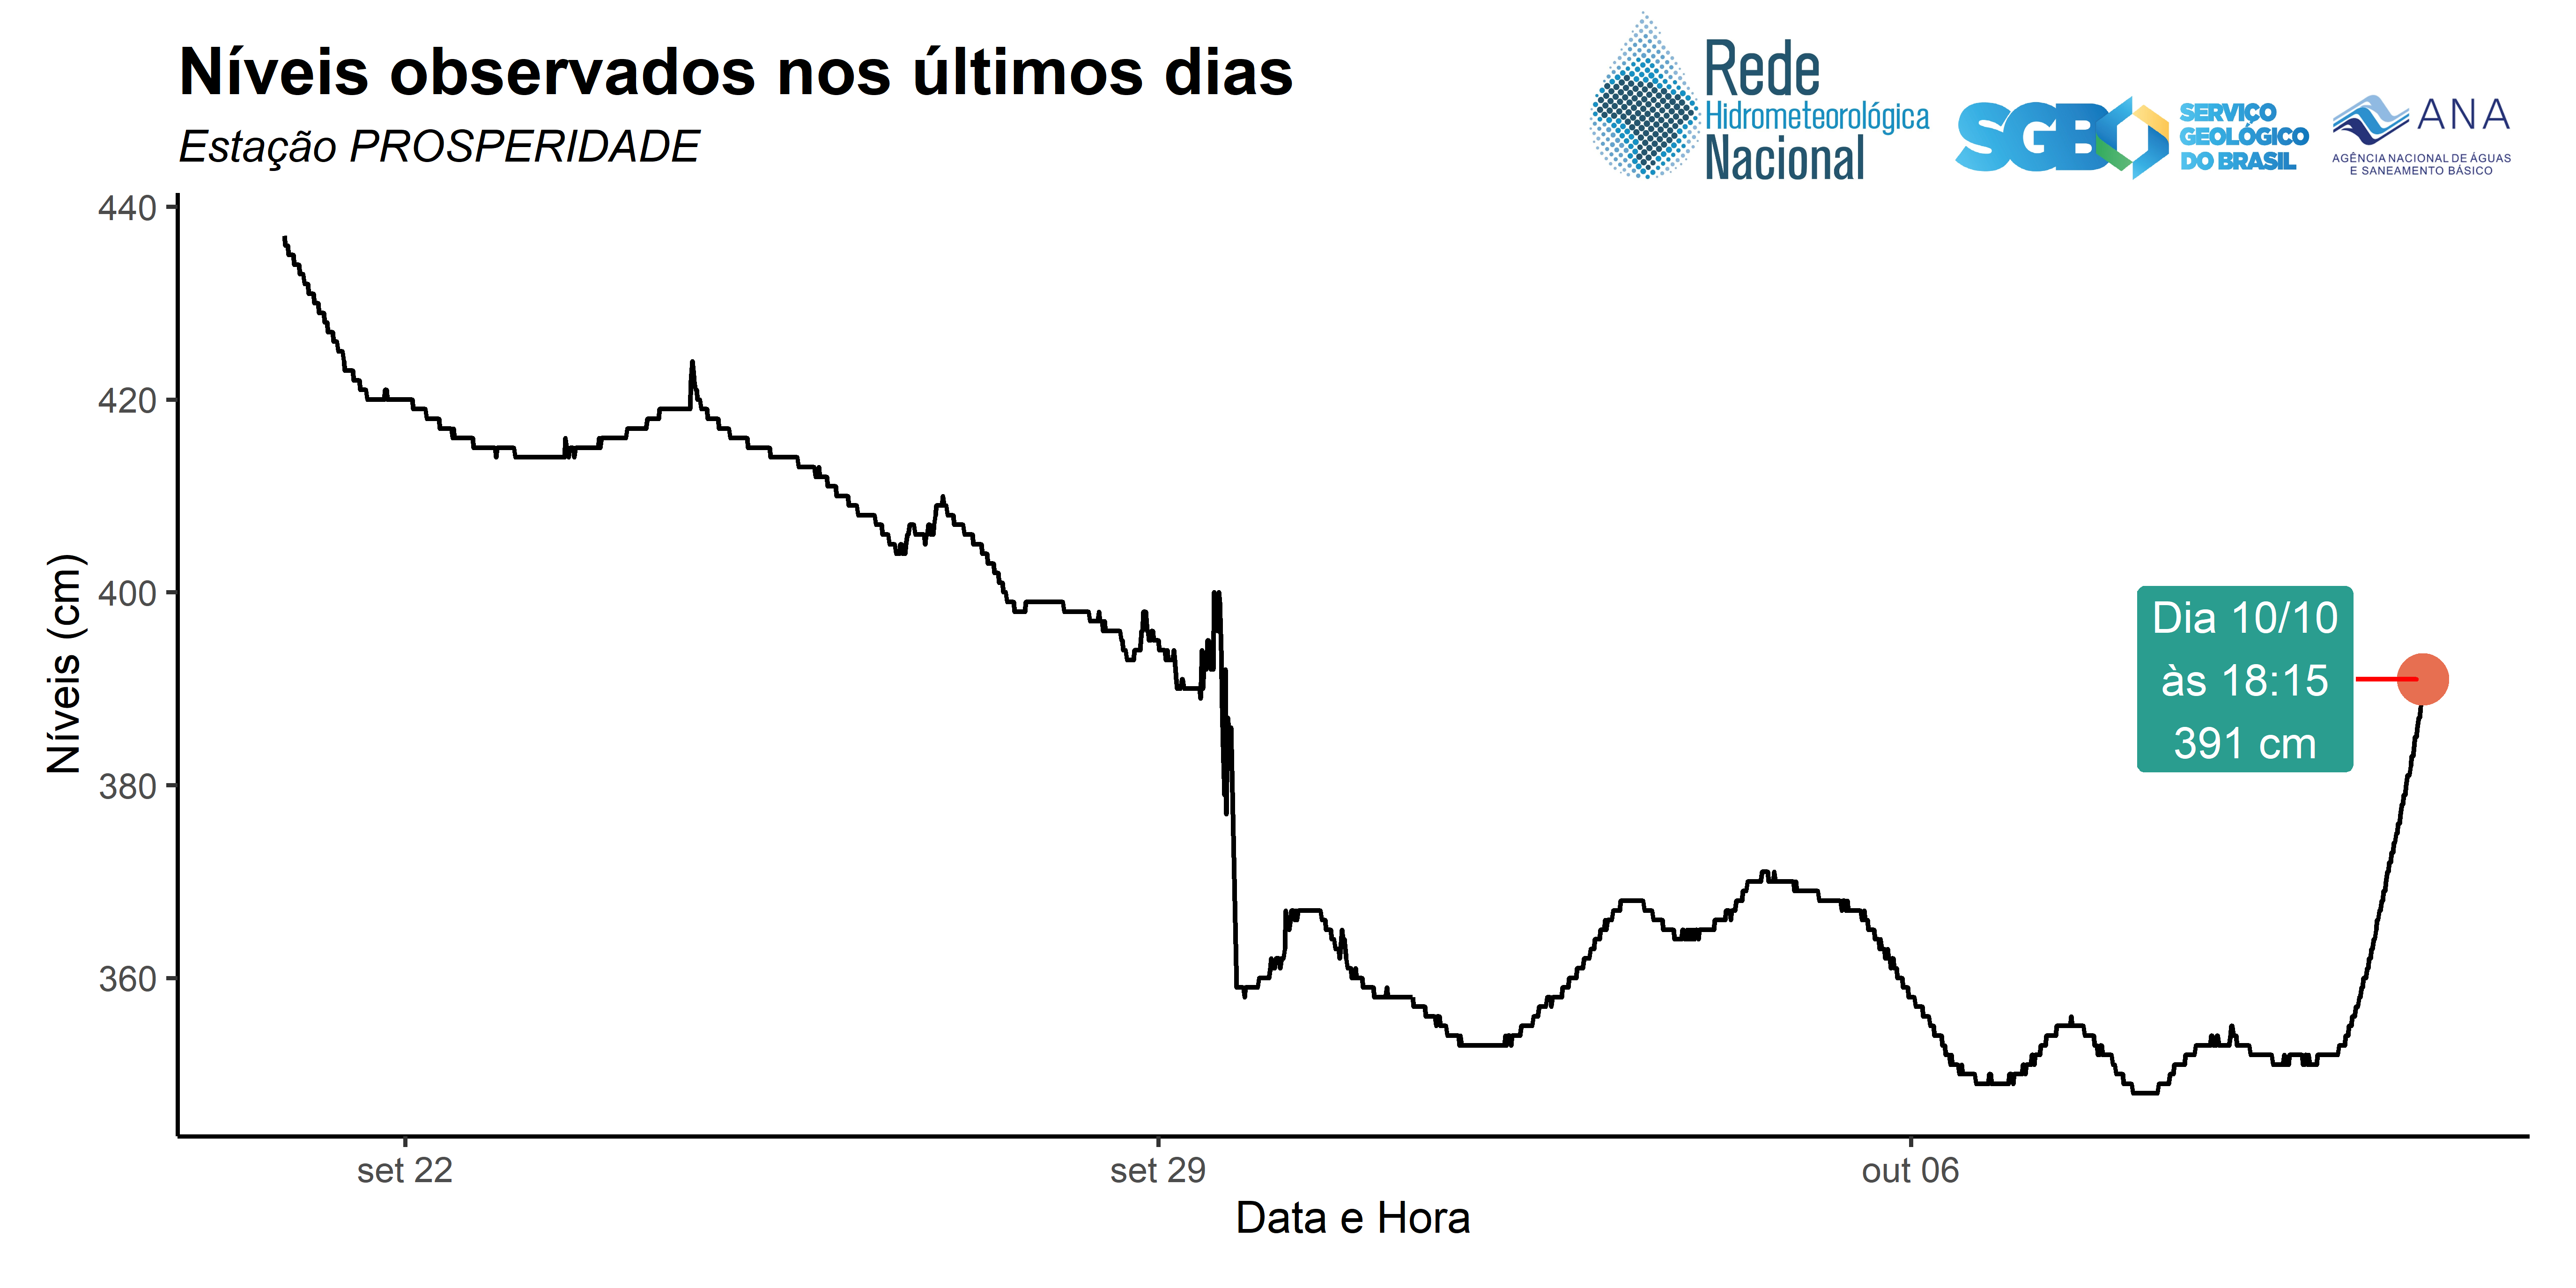 Níveis observados nos últimos dias
Estação PROSPERIDADE
Rede
Hidrometeorológica
Nacional
SGB
SERVIÇO
GEOLÓGICO
DO BRASIL
ANA
AGÊNCIA NACIONAL DE ÁGUAS
E SANEAMENTO BÁSICO
440
420
400
380
360
Níveis (cm)
Dia 10/10
às 18:15
391 cm
set 22
set 29
out 06
Data e Hora